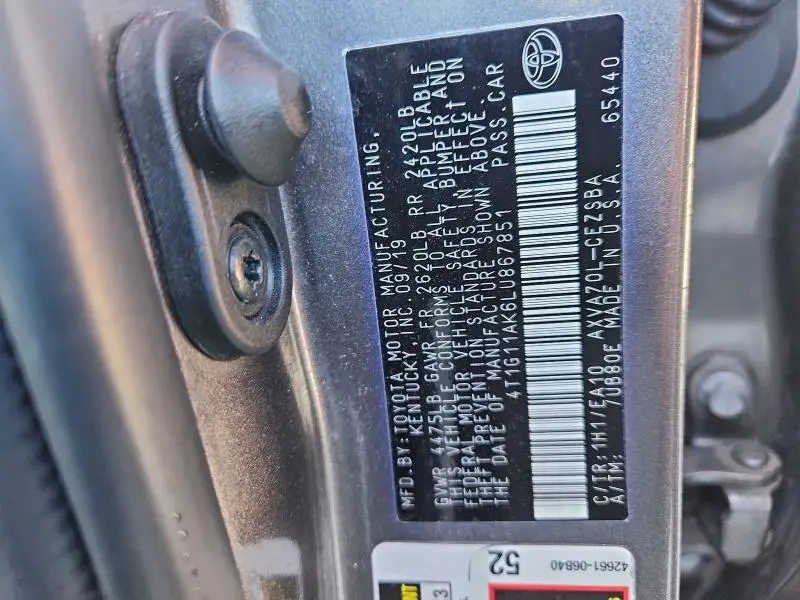 MFD.BY:TOYOTA MOTOR MANUFACTURING,
KENTUCKY INC. 09/19
GVWR 4475LB GAWR FR 2620LB RR 2420LB
THIS VEHICLE CONFORMS TO ALL APPLICABLE
FEDERAL MOTOR VEHICLE SAFETY BUMPER AND
THEFT PREVENTION STANDARDS IN EFFECT ON
THE DATE OF MANUFACTURE SHOWN ABOVE.
4T1G11AK6LU867851 PASS.CAR
C/TR:1H1/EA10 AXVA70L-CEZSBA
A/TM: /UB80E MADE IN U.S.A. 65440
52
42661-06B40